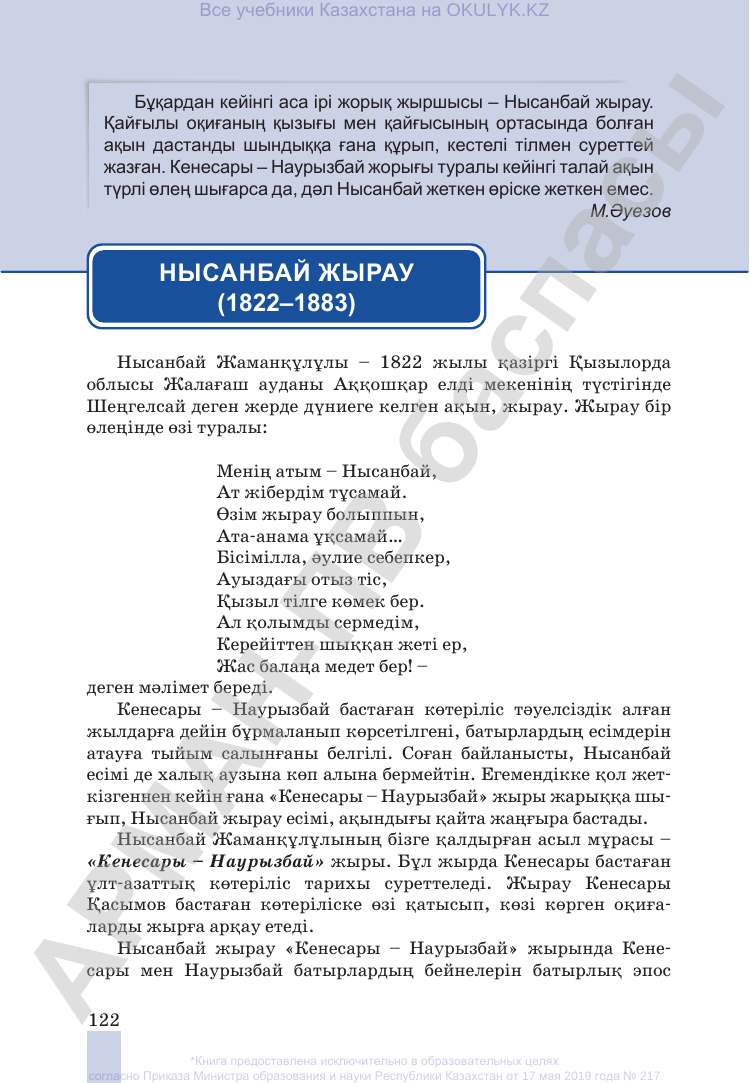 Все учебники Казахстана на OKULYK.KZ
Бұқардан кейінгі аса ірі жорық жыршысы – Нысанбай жырау.
Қайғылы оқиғаның қызығы мен қайғысының ортасында болған
ақын дастанды шындыққа ғана құрып, кестелі тілмен суреттей
жазған. Кенесары – Наурызбай жорығы туралы кейінгі талай ақын
түрлі өлең шығарса да, дәл Нысанбай жеткен өріске жеткен емес.
М.Әуезов
НЫСАНБАЙ ЖЫРАУ
(1822–1883)
Нысанбай Жаманқұлұлы – 1822 жылы қазіргі Қызылорда
облысы Жалағаш ауданы Аққошқар елді мекенінің түстігінде
Шеңгелсай деген жерде дүниеге келген ақын, жырау. Жырау бір
өлеңінде өзі туралы:
Менің атым – Нысанбай,
Ат жібердім тұсамай.
Өзім жырау болыппын,
Ата-анама ұқсамай...
Бісімілла, әулие себепкер,
Ауыздағы отыз тіс,
Қызыл тілге көмек бер.
Ал қолымды сермедім,
Керейіттен шыққан жеті ер,
Жас балаңа медет бер! –
деген мәлімет береді.
Кенесары – Наурызбай бастаған көтеріліс тәуелсіздік алған
жылдарға дейін бұрмаланып көрсетілгені, батырлардың есімдерін
атауға тыйым салынғаны белгілі. Соған байланысты, Нысанбай
есімі де халық аузына көп алына бермейтін. Егемендікке қол жет-
кізгеннен кейін ғана «Кенесары – Наурызбай» жыры жарыққа шы-
ғып, Нысанбай жырау есімі, ақындығы қайта жаңғыра бастады.
Нысанбай Жаманқұлұлының бізге қалдырған асыл мұрасы –
«Кенесары – Наурызбай» жыры. Бұл жырда Кенесары бастаған
ұлт-азаттық көтеріліс тарихы суреттеледі. Жырау Кенесары
Қасымов бастаған көтеріліске өзі қатысып, көзі көрген оқиға-
ларды жырға арқау етеді.
Нысанбай жырау «Кенесары – Наурызбай» жырында Кене-
сары мен Наурызбай батырлардың бейнелерін батырлық эпос
122
АРМАН-ПВ баспасы
*Книга предоставлена исключительно в образовательных целях
согласно Приказа Министра образования и науки Республики Казахстан от 17 мая 2019 года № 217